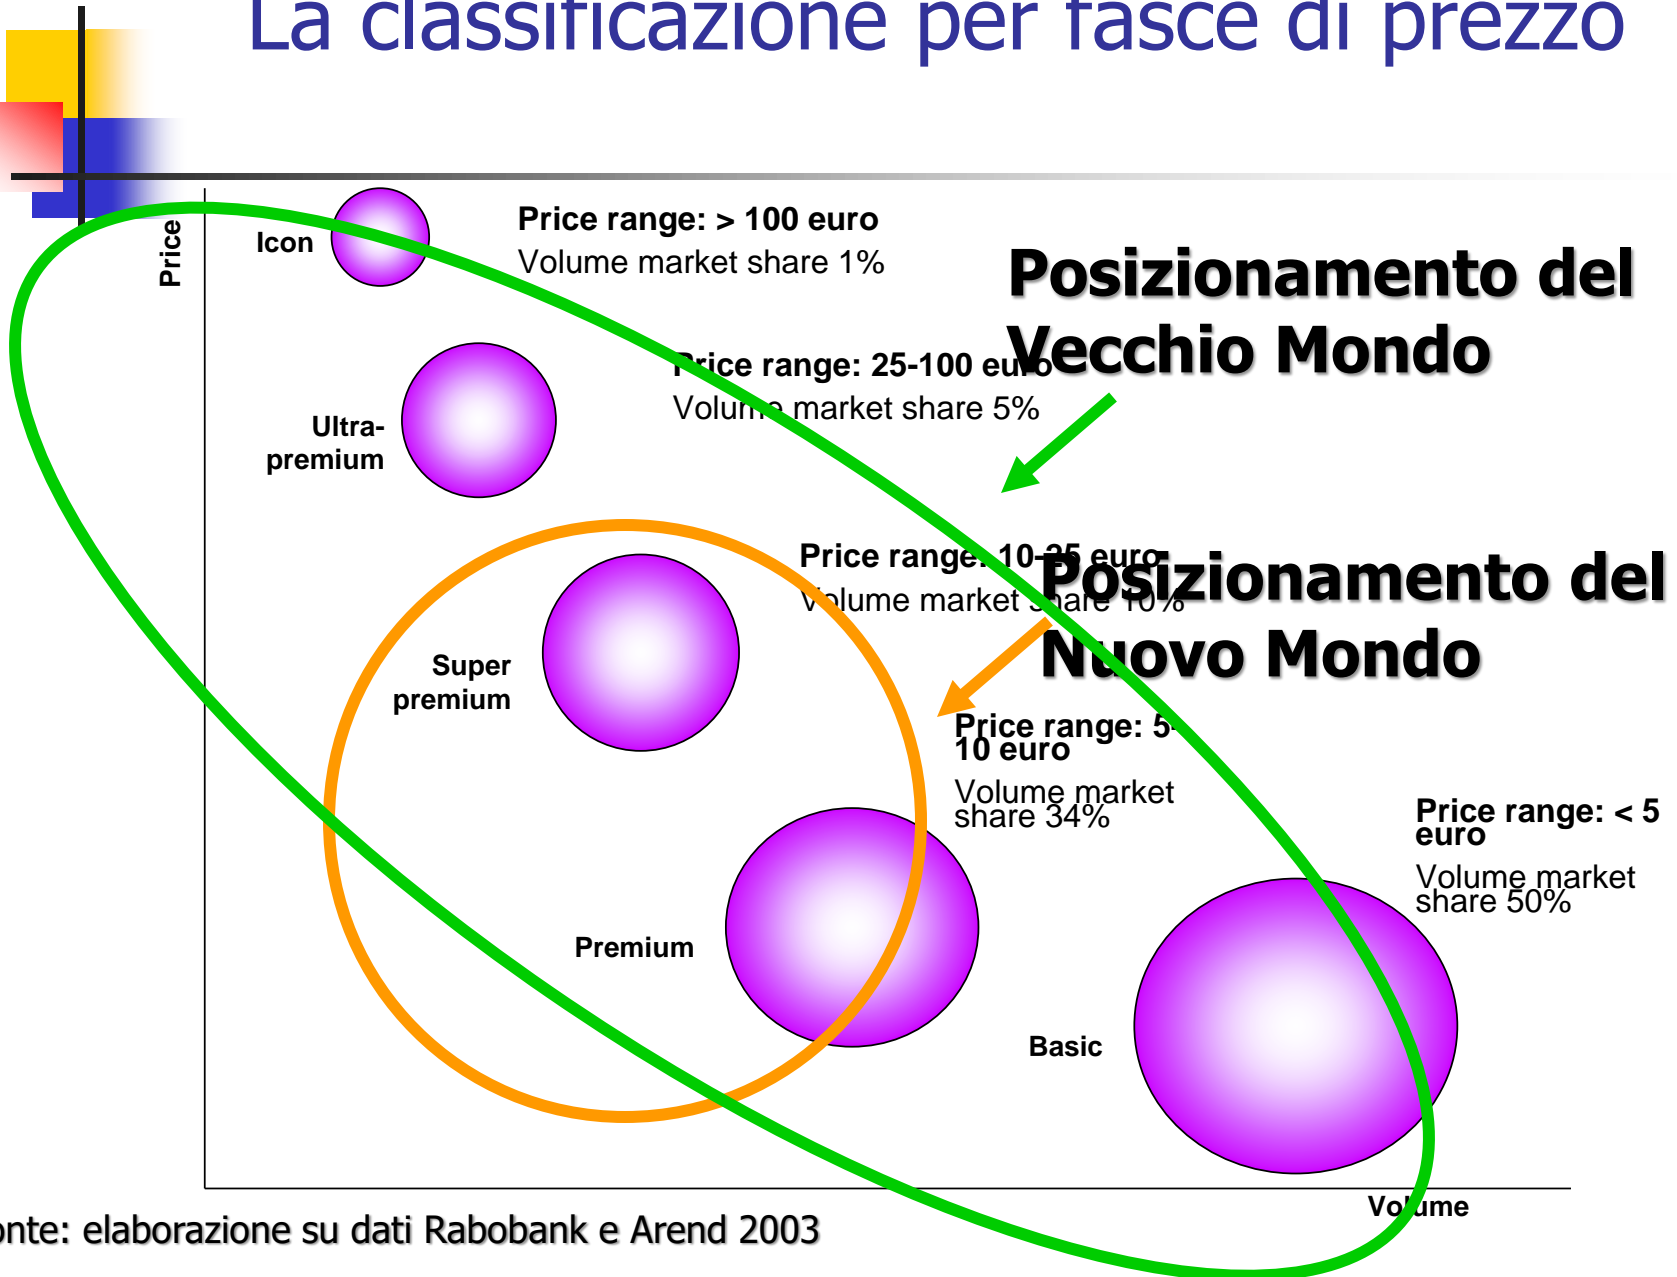 La classificazione per fasce di prezzo
Price
Icon
Price range: > 100 euro
Volume market share 1%
Posizionamento del
Vecchio Mondo
Price range: 25-100 euro
Volume market share 5%
Ultra-
premium
Price range: 10-25 euro
Volume market share 10%
Posizionamento del
Nuovo Mondo
Super
premium
Price range: 5-
10 euro
Volume market
share 34%
Price range: < 5
euro
Volume market
share 50%
Premium
Basic
Volume
onte: elaborazione su dati Rabobank e Arend 2003